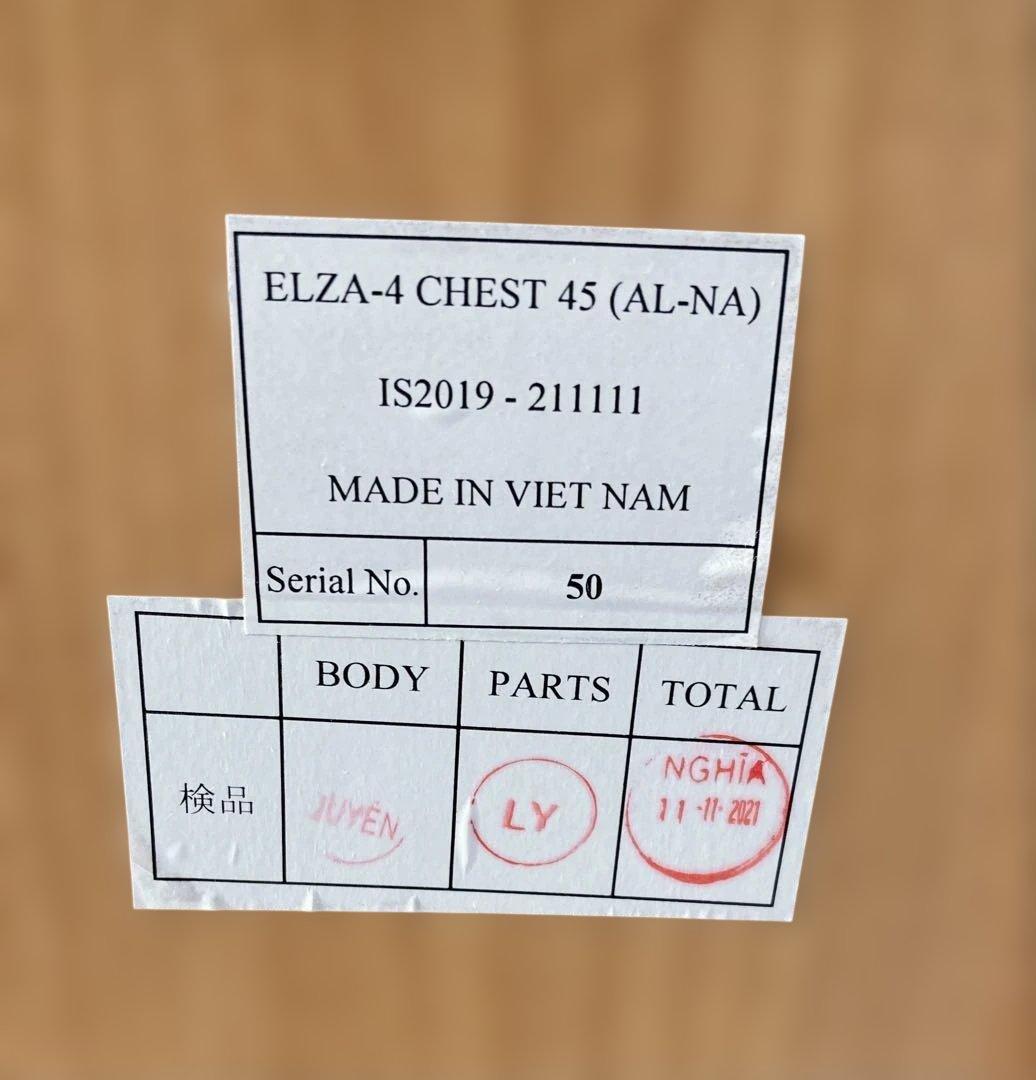 ELZA-4 CHEST 45 (AL-NA)
IS2019 - 211111
MADE IN VIET NAM
Serial No. 50
BODY PARTS TOTAL
検品 LY NGHĨA
11 -11- 2021